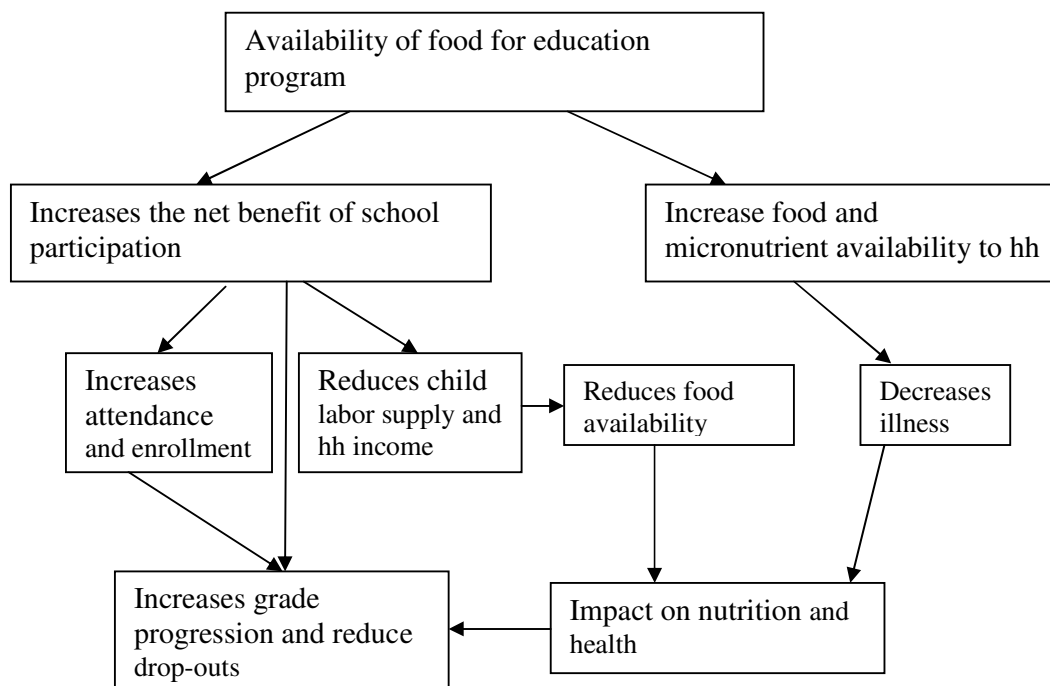 Availability of food for education
program
Increases the net benefit of school
participation
Increase food and
micronutrient availability to hh
Increases
attendance
and enrollment
Reduces child
labor supply and
hh income
Reduces food
availability
Decreases
illness
Increases grade
progression and reduce
drop-outs
Impact on nutrition and
health